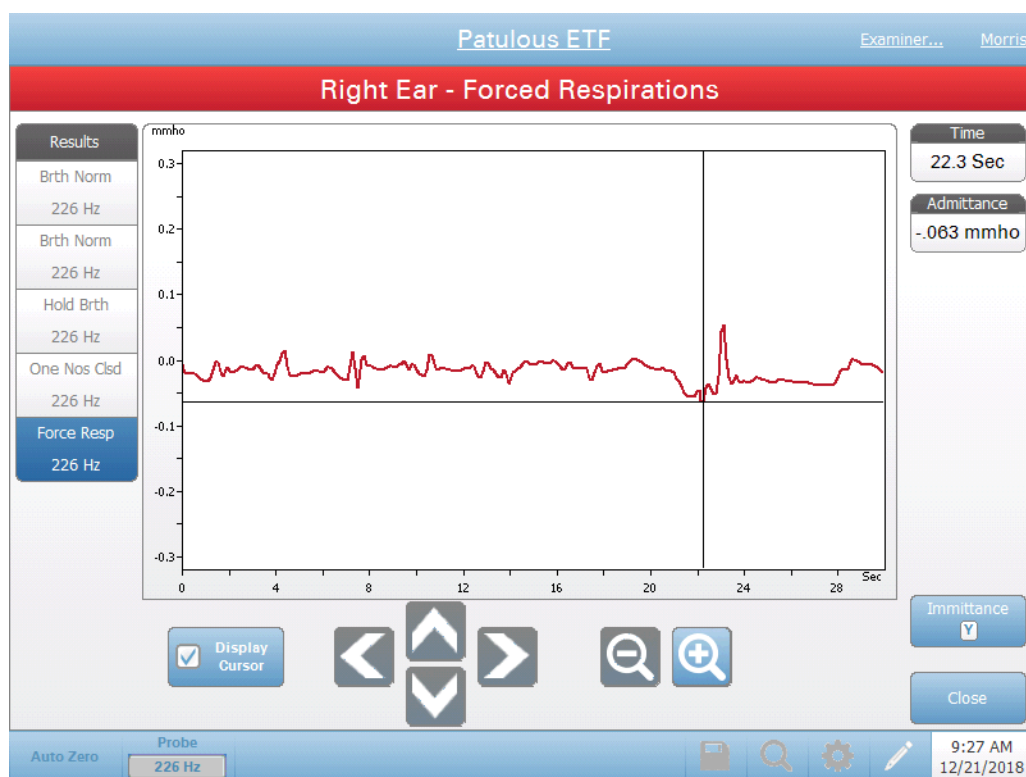 Patulous ETF
Examiner...
Morris
Right Ear - Forced Respirations
Results
Brth Norm
226 Hz
Brth Norm
226 Hz
Hold Brth
226 Hz
One Nos Clsd
226 Hz
Force Resp
226 Hz
mmho
0.3
0.2
0.1
0.0
-0.1
-0.2
-0.3
0 4 8 12 16 20 24 28 Sec
Time
22.3 Sec
Admittance
-.063 mmho
Immittance
Y
Close
Display
Cursor
Auto Zero
Probe
226 Hz
9:27 AM
12/21/2018